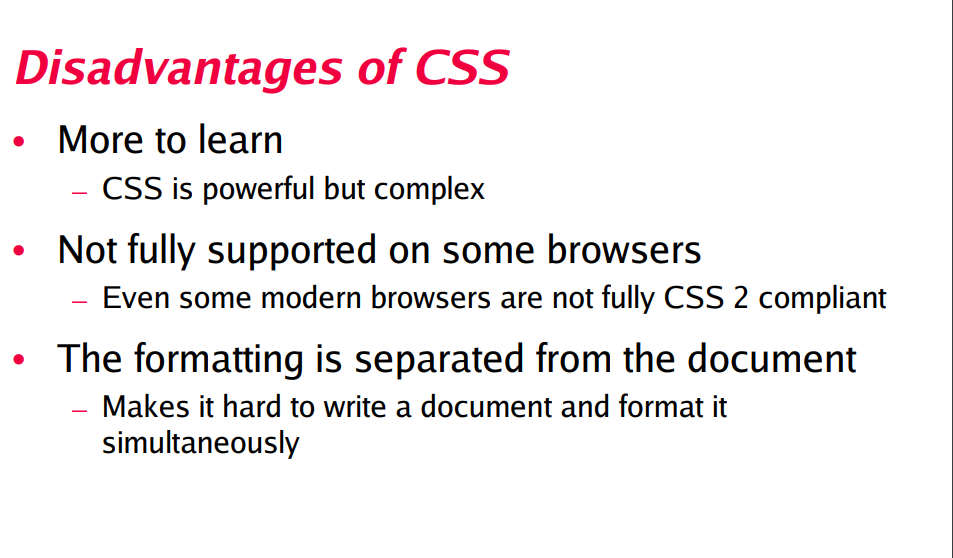 Disadvantages of CSS
• More to learn
– CSS is powerful but complex
• Not fully supported on some browsers
– Even some modern browsers are not fully CSS 2 compliant
• The formatting is separated from the document
– Makes it hard to write a document and format it
simultaneously